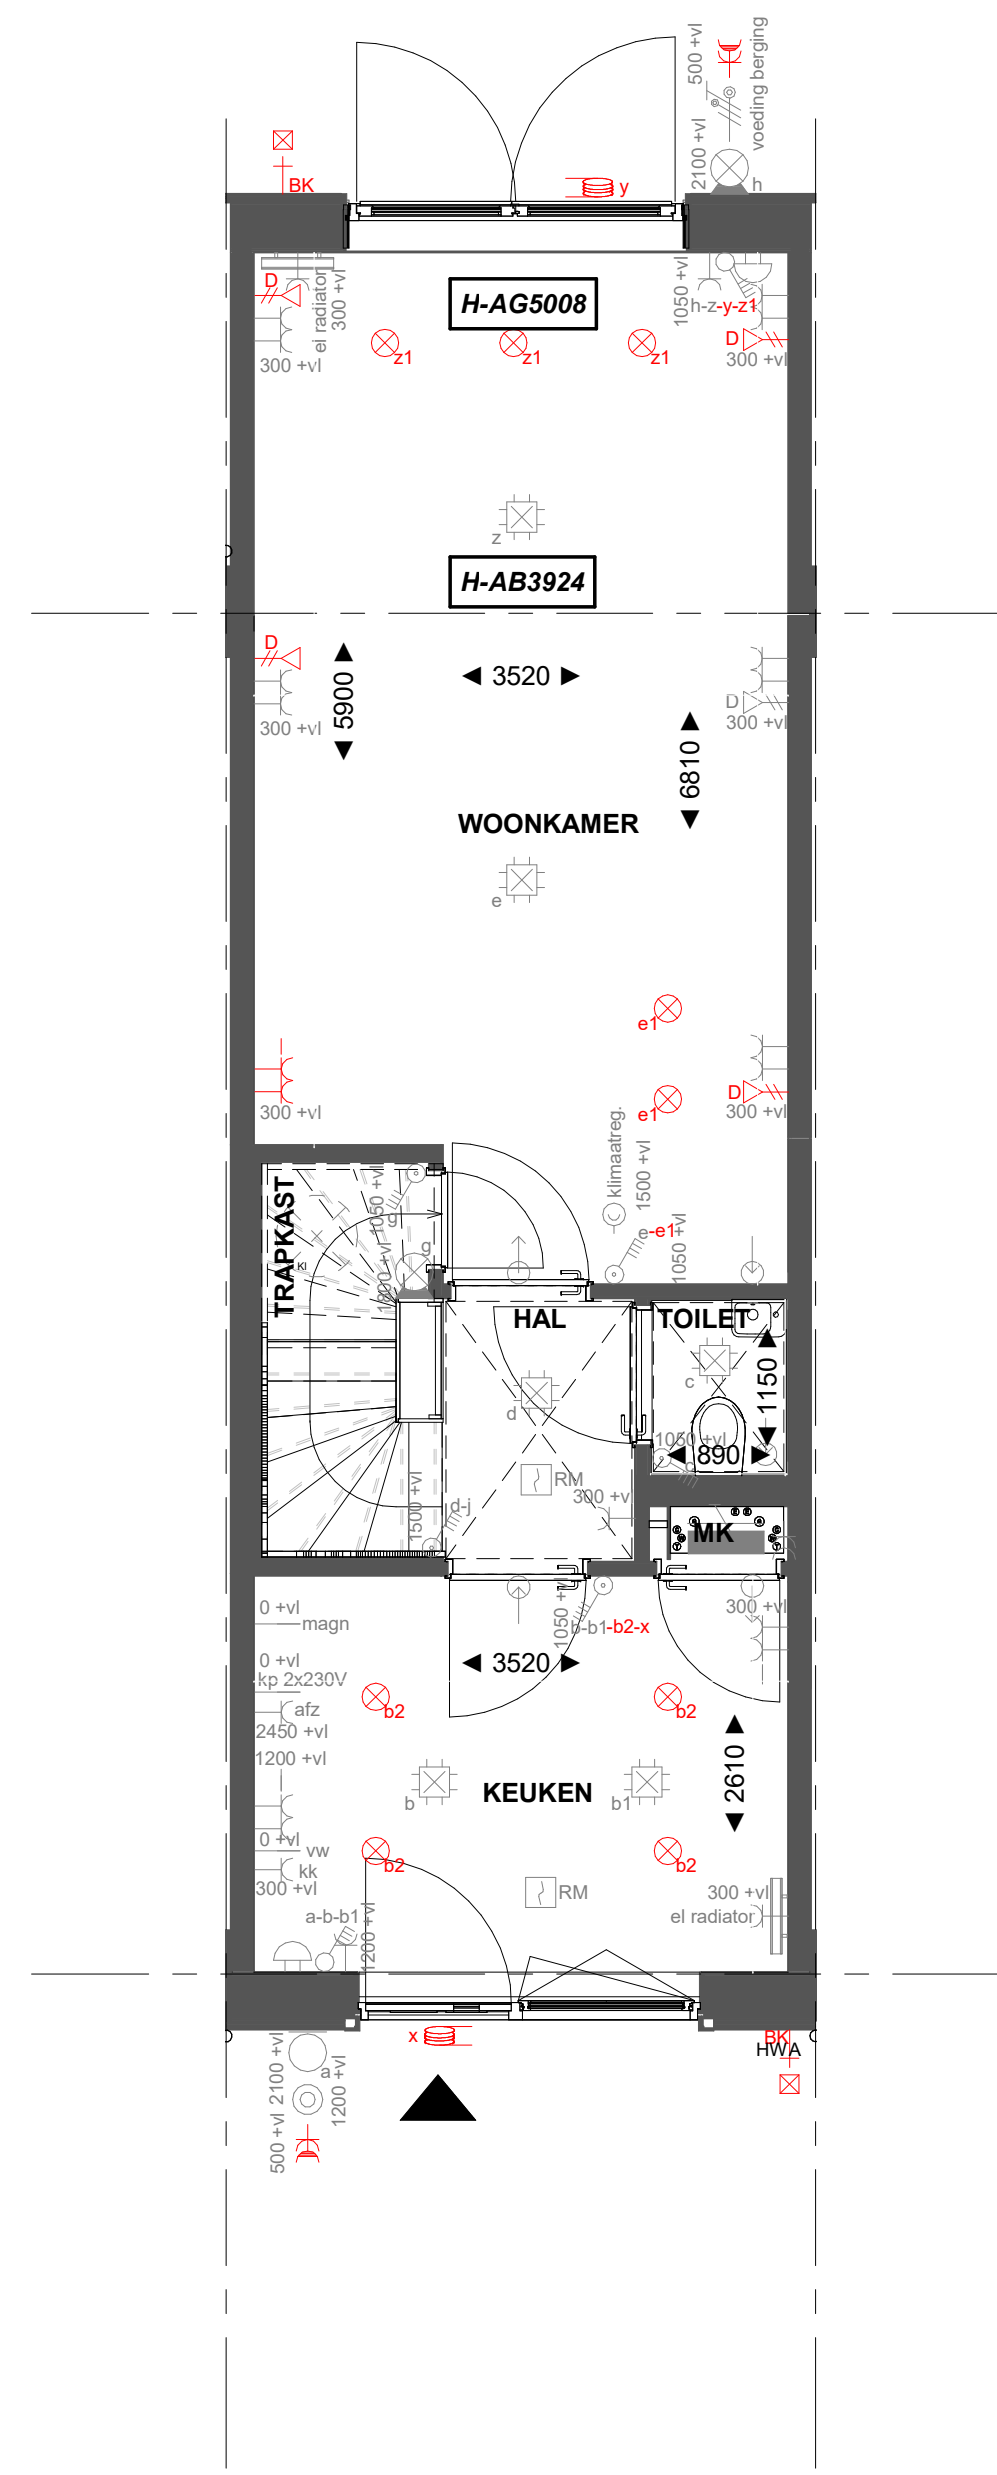 500 +vl
voeding berging
2100 +vl
h
BK
y
D
el radiator
300 +vl
300 +vl
H-AG5008
1050 +vl
h-z-y-z1
D
300 +vl
z1
z1
z1
z
H-AB3924
D
300 +vl
5900
3520
D
300 +vl
6810
WOONKAMER
e
e1
e1
300 +vl
D
300 +vl
klimaatreg.
1500 +vl
e-e1
1050 +vl
TRAPKAST
1050 +vl
g
g
1800 +vl
KI
HAL
TOILET
c
1150
d
1050 +vl
890
c
RM
300 +v
d-j
1500 +vl
MK
0 +vl
magn
1050 +vl
b-b1-b2-x
300 +vl
0 +vl
kp 2x230V
afz
2450 +vl
1200 +vl
3520
b2
b2
2610
b
KEUKEN
b1
0 +vl
vw
kk
300 +vl
b2
b2
RM
300 +vl
el radiator
a-b-b1
1200 +vl
x
BK
HWA
2100 +vl
a
1200 +vl
500 +vl